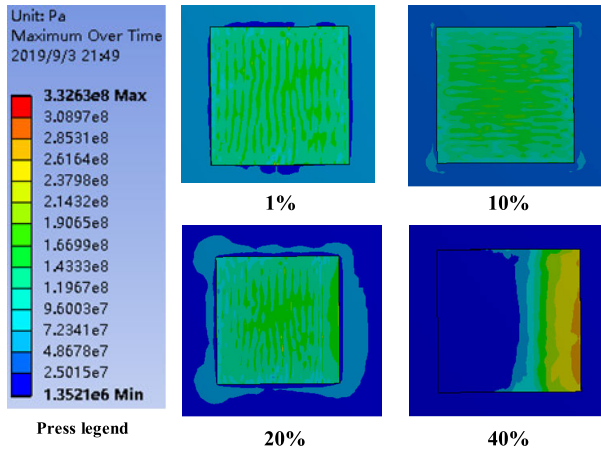 Unit: Pa
Maximum Over Time
2019/9/3 21:49
3.3263e8 Max
3.0897e8
2.8531e8
2.6164e8
2.3798e8
2.1432e8
1.9065e8
1.6699e8
1.4333e8
1.1967e8
9.6003e7
7.2341e7
4.8678e7
2.5015e7
1.3521e6 Min
Press legend
1%
10%
20%
40%